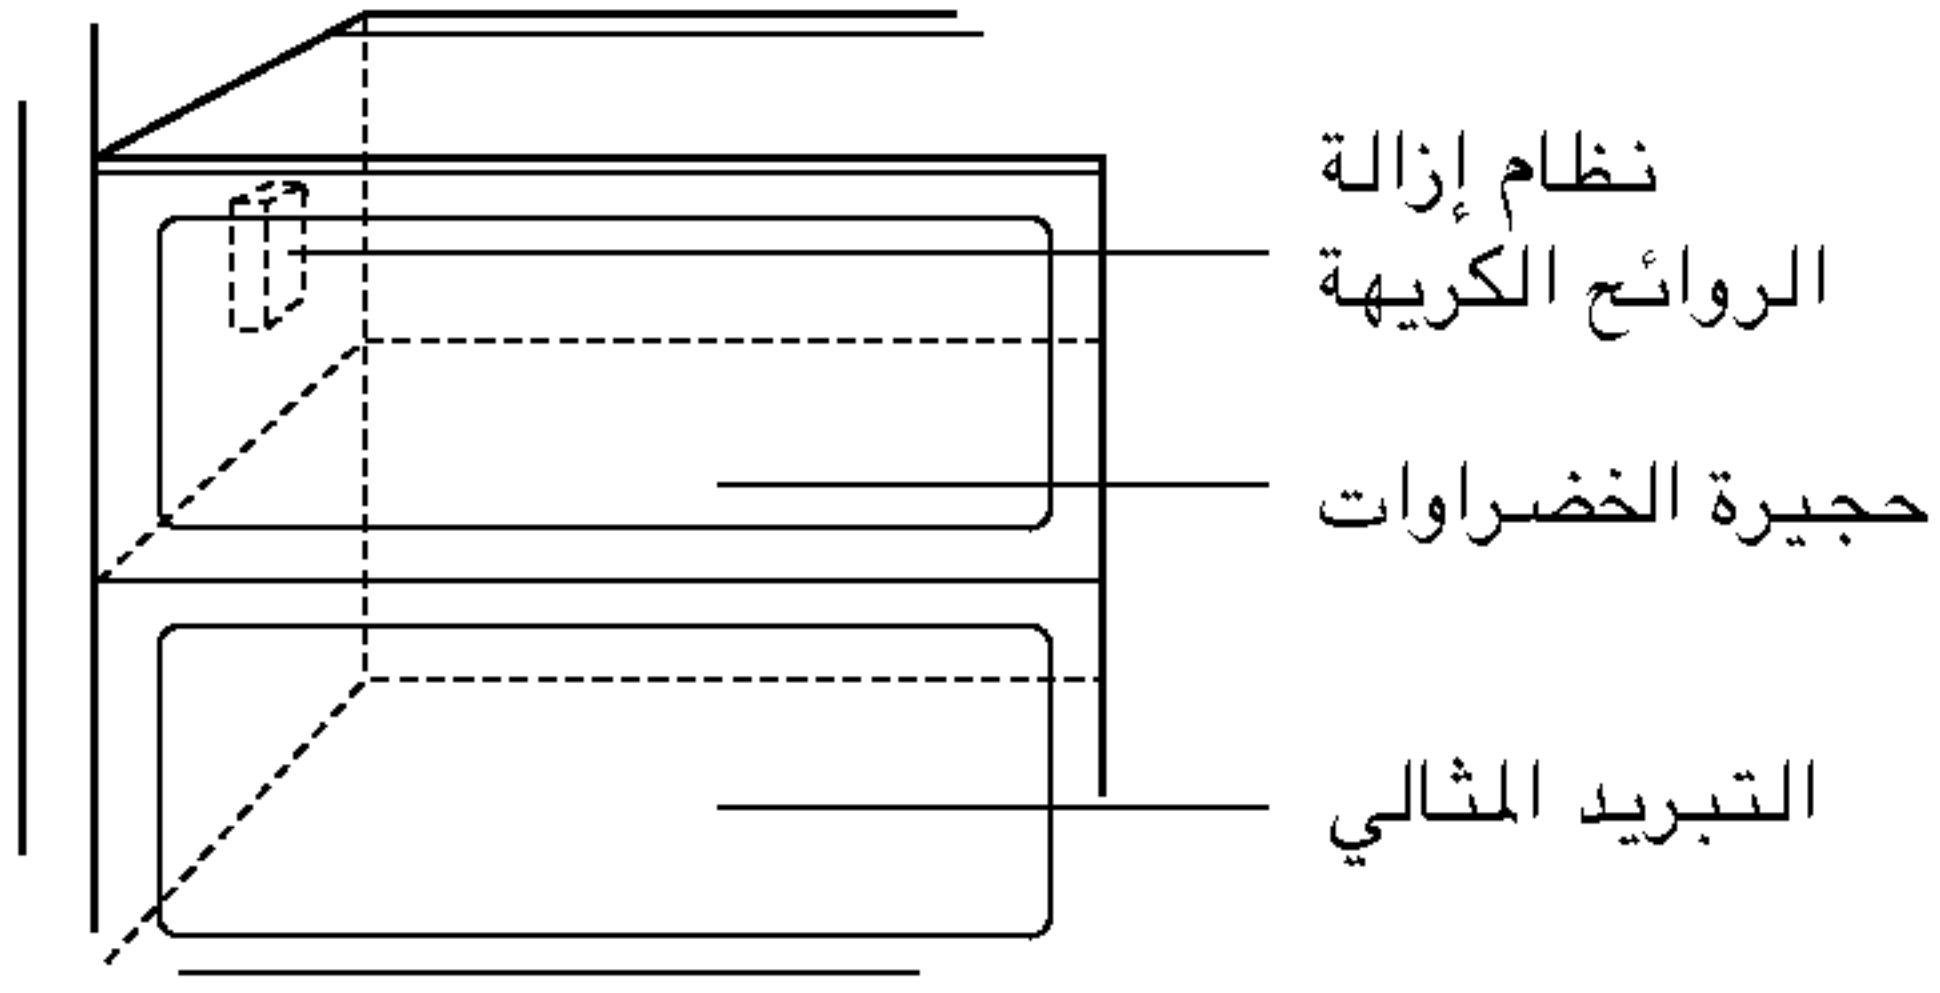 نظام إزالة
الروائح الكريهة
حجيرة الخضراوات
التبريد المثالي